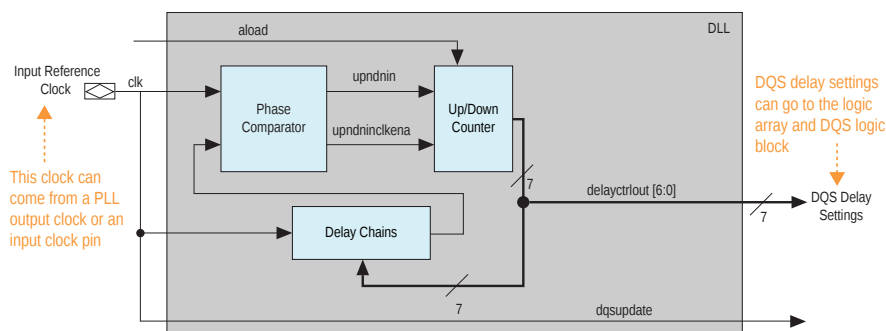 aload
DLL
Input Reference
Clock
clk
upndnin
Phase
Comparator
Up/Down
Counter
upndninclkena
DQS delay settings
can go to the logic
array and DQS logic
block
This clock can
come from a PLL
output clock or an
input clock pin
7
delayctrlout [6:0]
7
DQS Delay
Settings
Delay Chains
7
dqsupdate